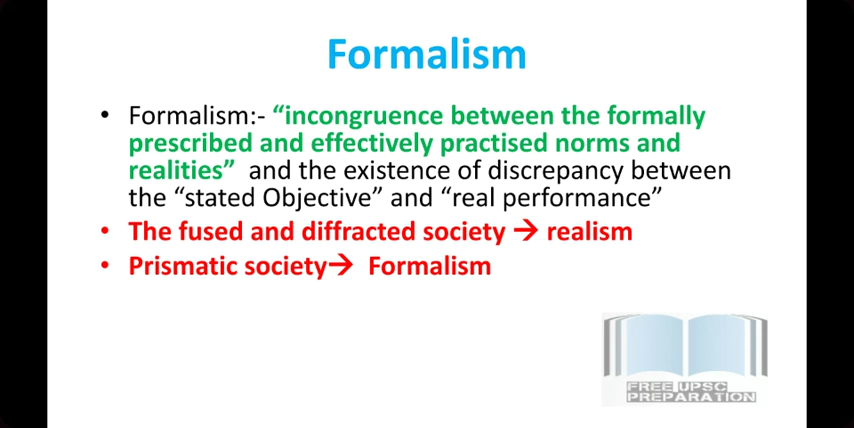 Formalism
• Formalism:- “incongruence between the formally
prescribed and effectively practised norms and
realities” and the existence of discrepancy between
the “stated Objective” and “real performance”
• The fused and diffracted society → realism
• Prismatic society→ Formalism
FREE UPSC
PREPARATION